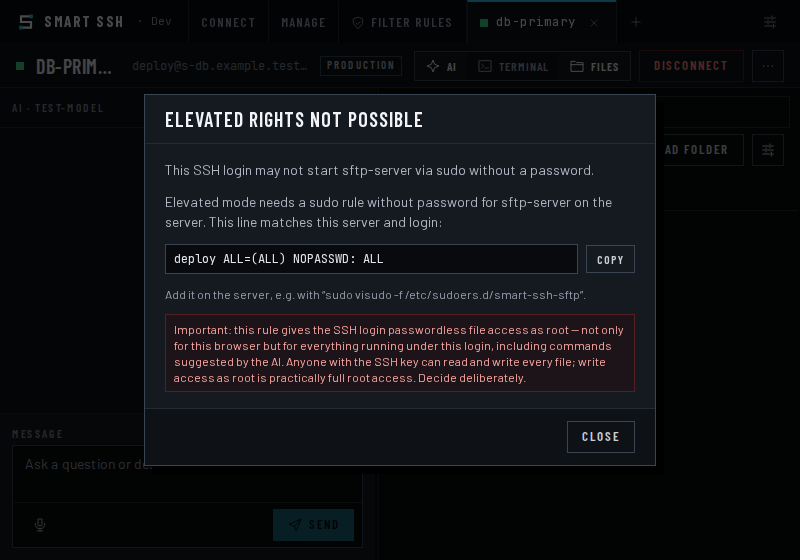 SMART SSH · Dev CONNECT MANAGE FILTER RULES db-primary × +
DB-PRIM… deploy@s-db.example.test… PRODUCTION AI TERMINAL FILES DISCONNECT ...
AI · TEST-MODEL
AD FOLDER
ELEVATED RIGHTS NOT POSSIBLE
This SSH login may not start sftp-server via sudo without a password.
Elevated mode needs a sudo rule without password for sftp-server on the
server. This line matches this server and login:
deploy ALL=(ALL) NOPASSWD: ALL COPY
Add it on the server, e.g. with "sudo visudo -f /etc/sudoers.d/smart-ssh-sftp".
Important: this rule gives the SSH login passwordless file access as root — not only
for this browser but for everything running under this login, including commands
suggested by the AI. Anyone with the SSH key can read and write every file; write
access as root is practically full root access. Decide deliberately.
CLOSE
MESSAGE
Ask a question or de
SEND